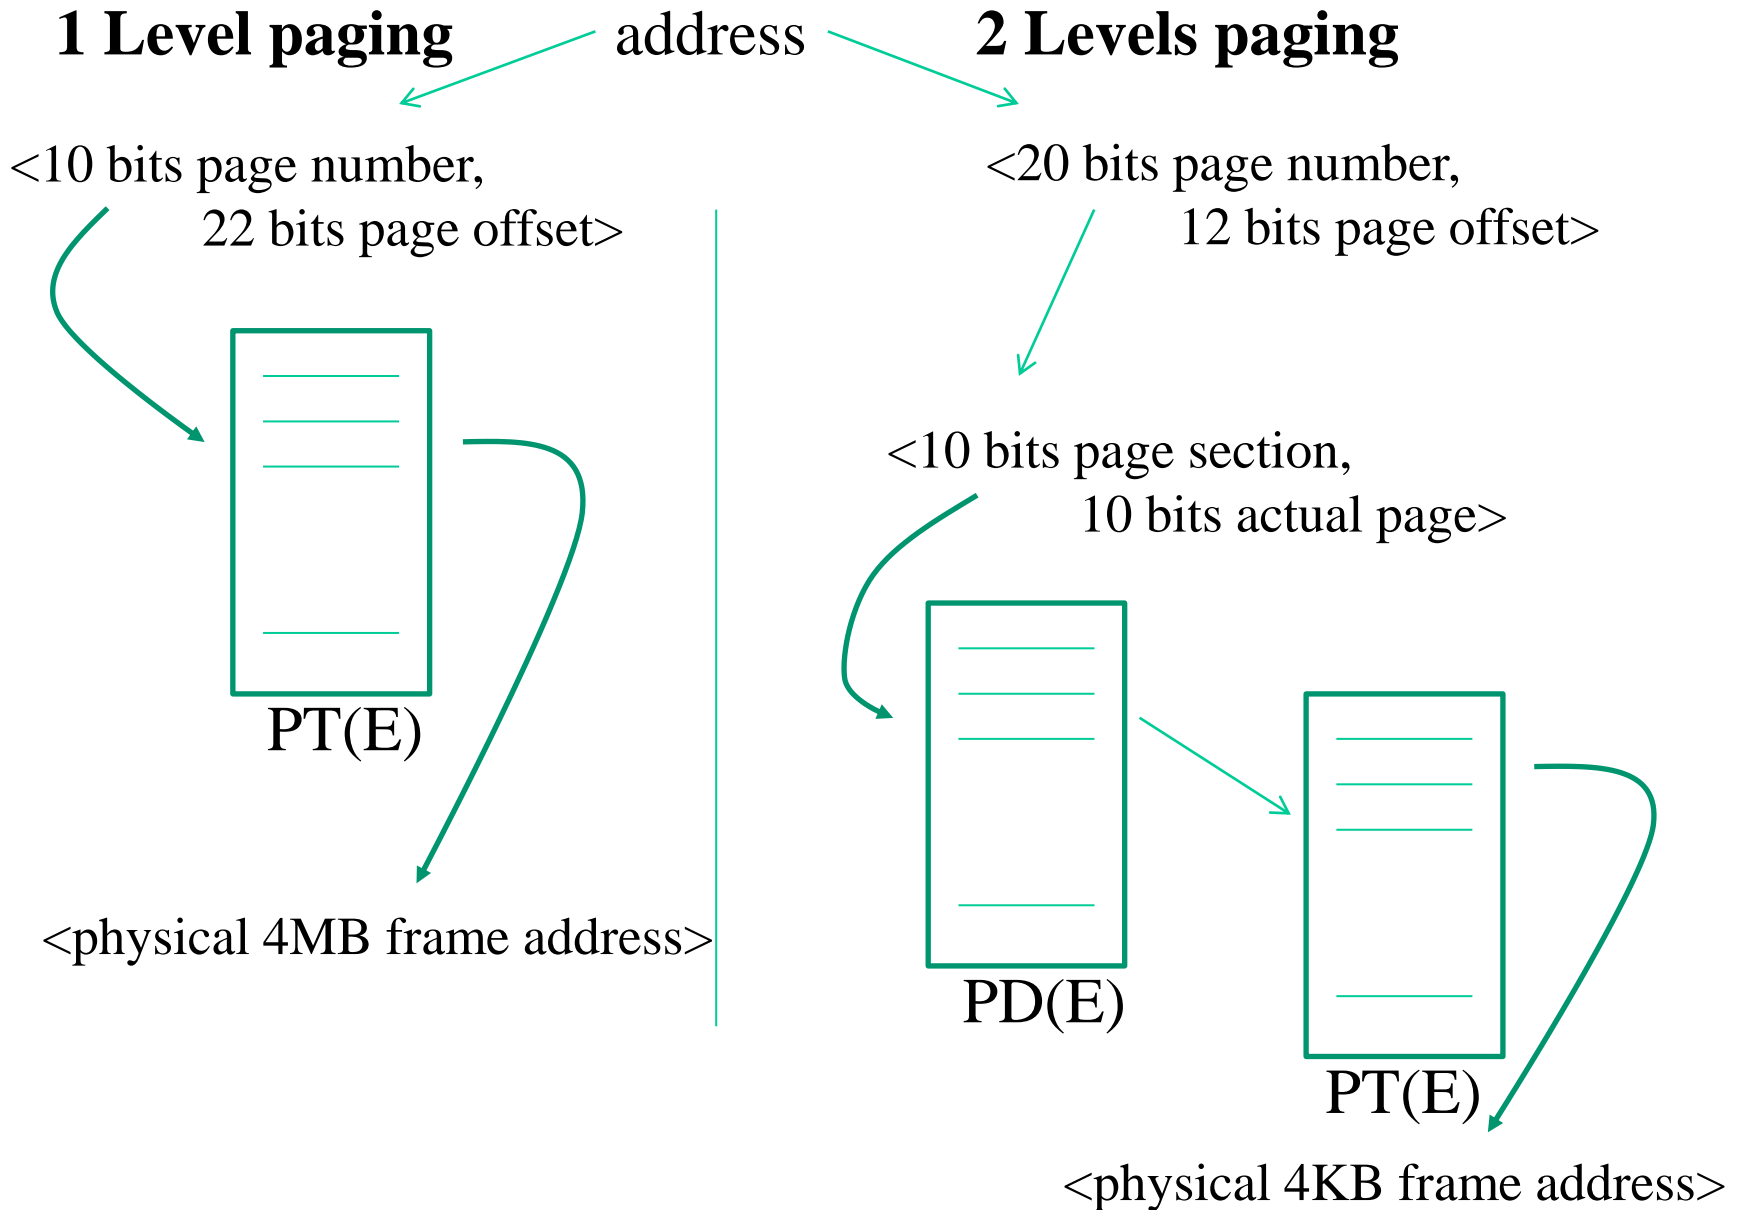 1 Level paging
address
2 Levels paging
<10 bits page number,
22 bits page offset>
PT(E)
<physical 4MB frame address>
<20 bits page number,
12 bits page offset>
<10 bits page section,
10 bits actual page>
PD(E)
PT(E)
<physical 4KB frame address>